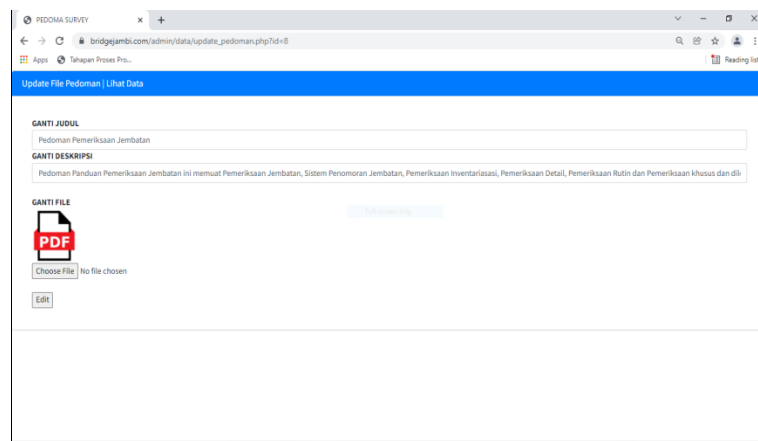 PEDOMA SURVEY
bridgejambi.com/admin/data/update_pedoman.php?id=8
Apps Tahapan Proses Pro... Reading list
Update File Pedoman | Lihat Data
GANTI JUDUL
Pedoman Pemeriksaan Jembatan
GANTI DESKRIPSI
Pedoman Panduan Pemeriksaan Jembatan ini memuat Pemeriksaan Jembatan, Sistem Penomoran Jembatan, Pemeriksaan Inventariasasi, Pemeriksaan Detail, Pemeriksaan Rutin dan Pemeriksaan khusus dan dil
GANTI FILE
PDF
Choose File No file chosen
Edit